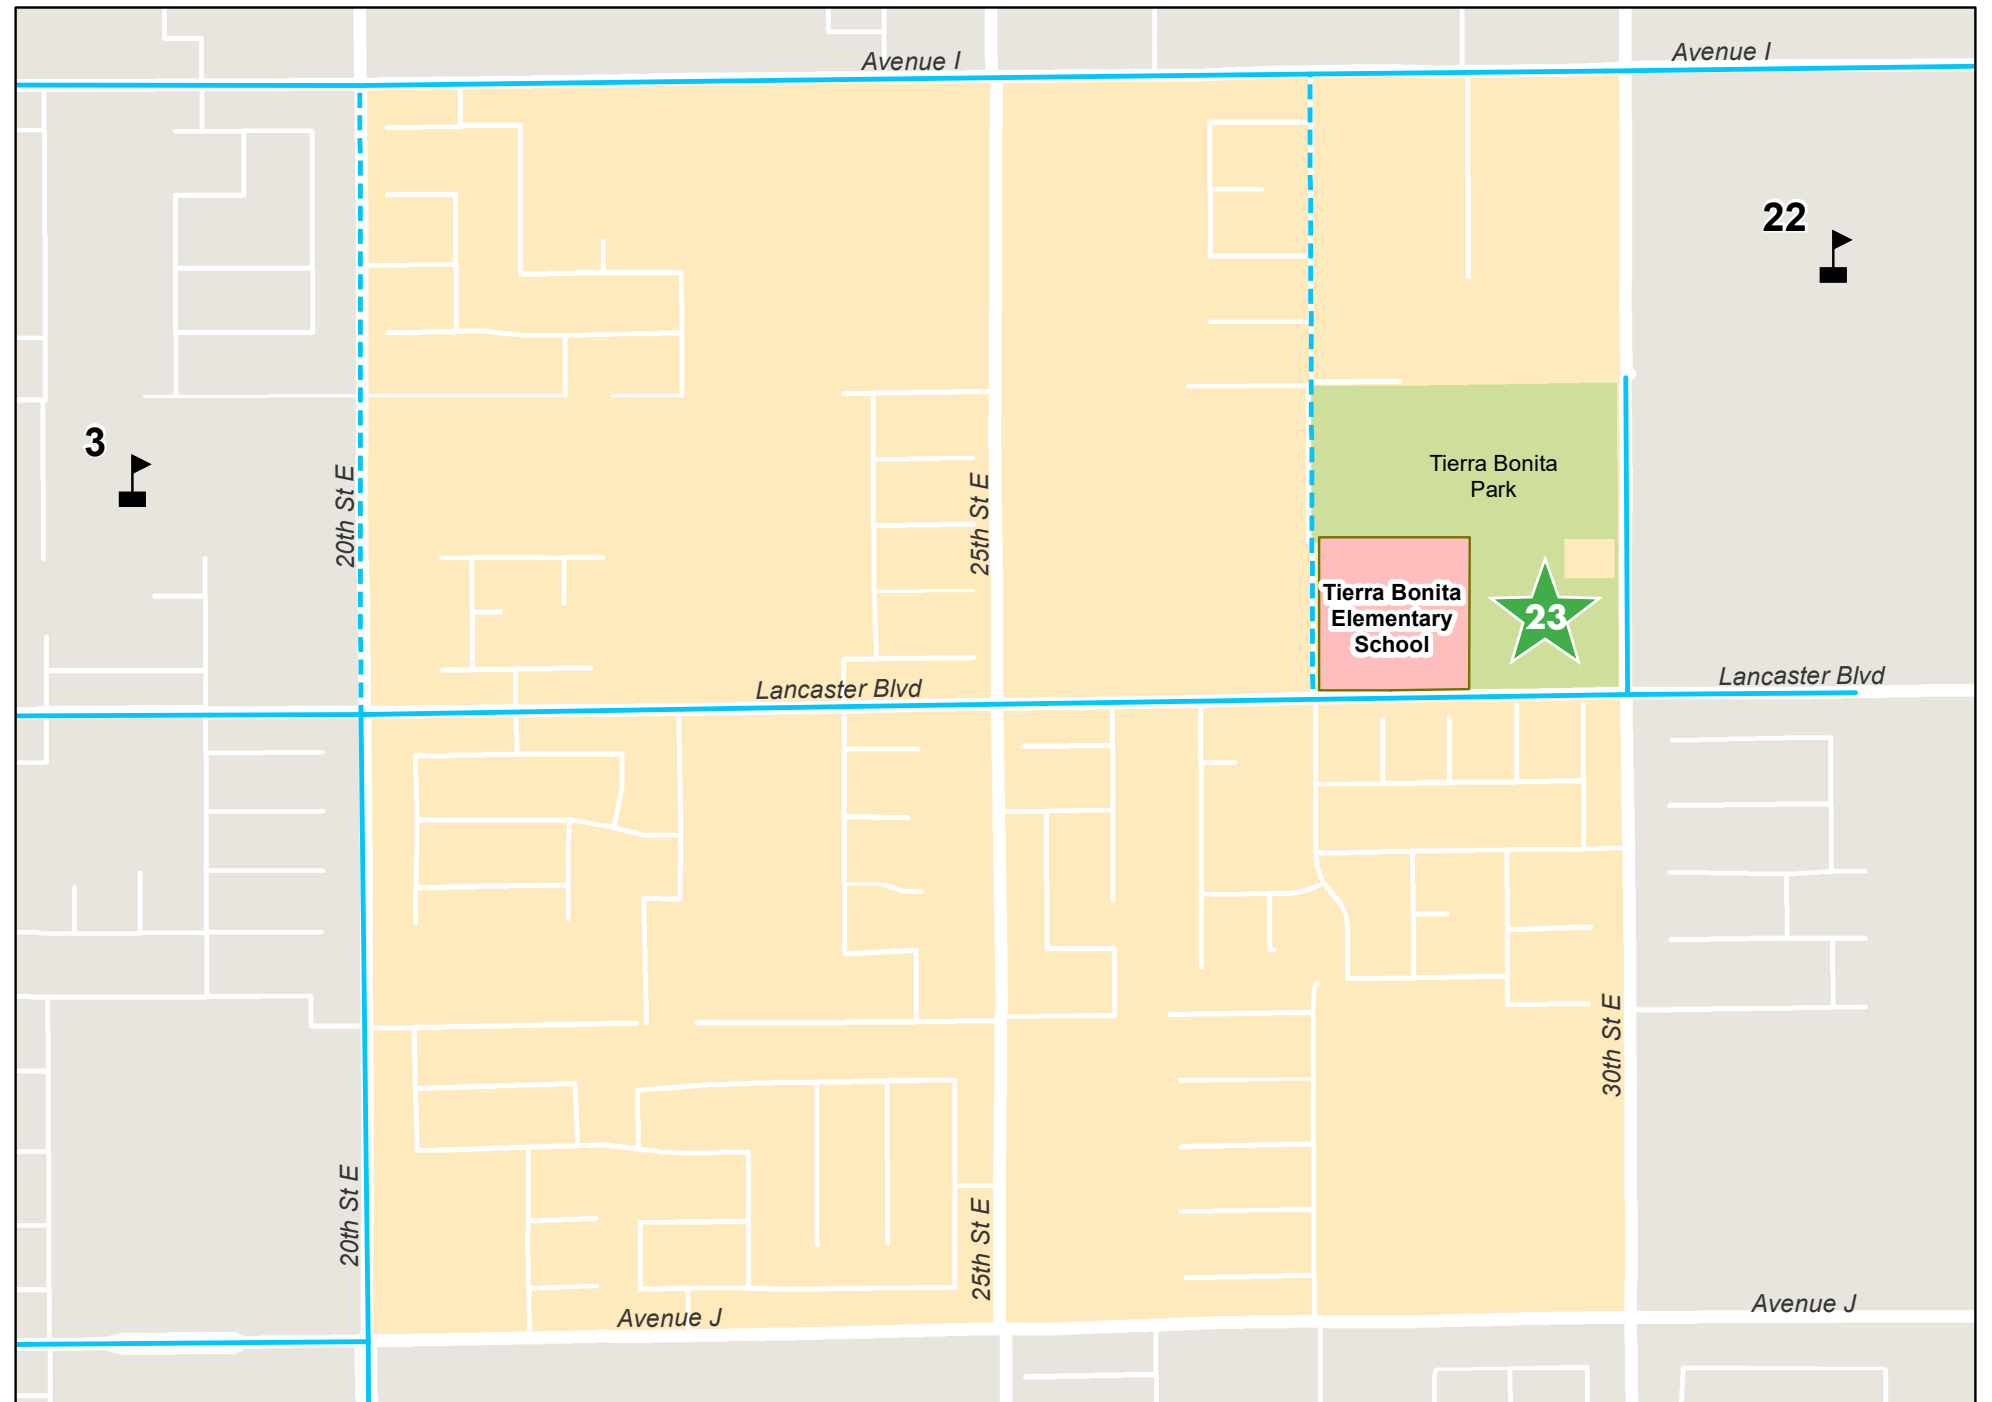 Avenue I
Avenue I
22
3
20th St E
25th St E
Tierra Bonita
Park
Tierra Bonita
Elementary
School
23
Lancaster Blvd
Lancaster Blvd
30th St E
20th St E
25th St E
Avenue J
Avenue J